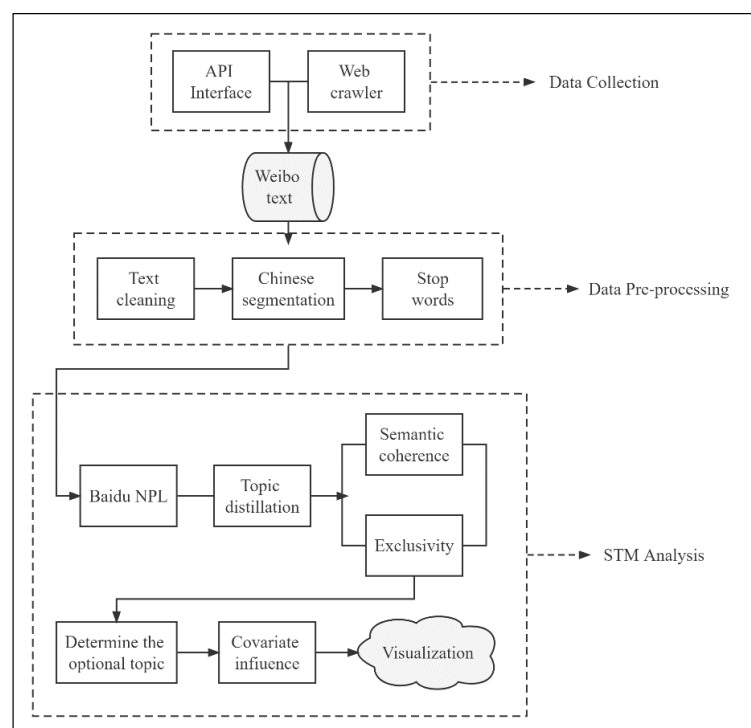 API
Interface
Web
crawler
Data Collection
Weibo
text
Text
cleaning
Chinese
segmentation
Stop
words
Data Pre-processing
Semantic
coherence
Baidu NPL
Topic
distillation
Exclusivity
STM Analysis
Determine the
optional topic
Covariate
infiuence
Visualization